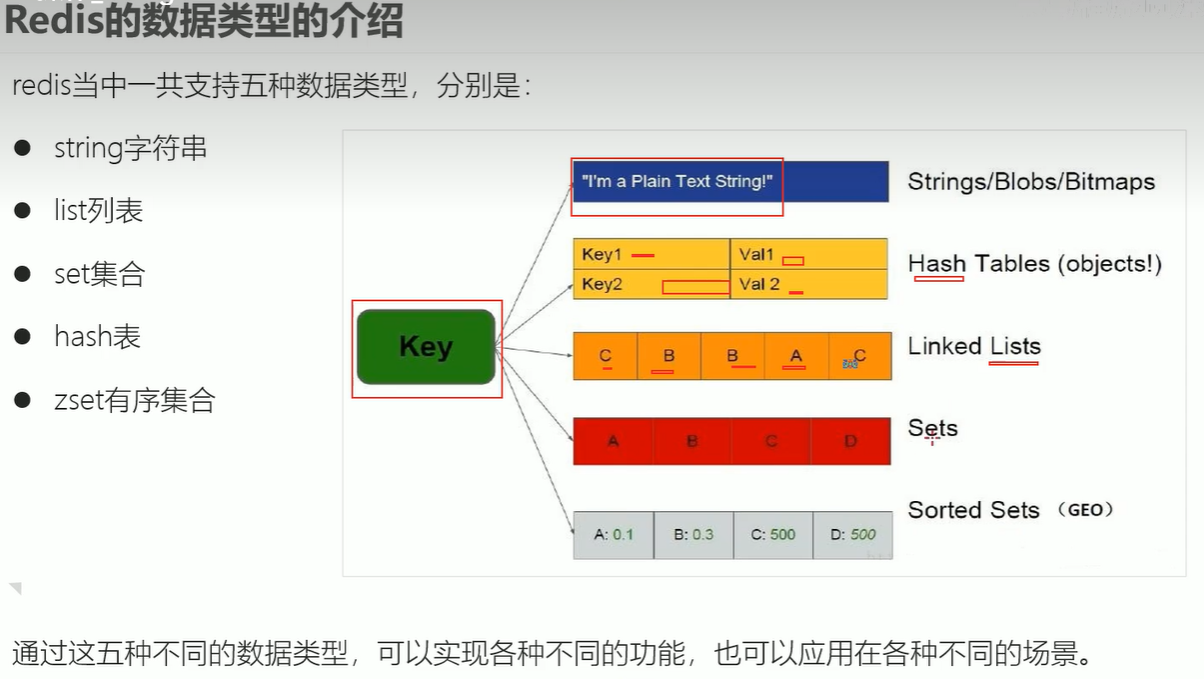 Redis的数据类型的介绍
redis当中一共支持五种数据类型，分别是：
● string字符串
● list列表
● set集合
● hash表
● zset有序集合
Key
"I'm a Plain Text String!"
Strings/Blobs/Bitmaps
Key1 Val1
Key2 Val 2
Hash Tables (objects!)
C B B A C
Linked Lists
A B C D
Sets
A: 0.1 B: 0.3 C: 500 D: 500
Sorted Sets （GEO）
通过这五种不同的数据类型，可以实现各种不同的功能，也可以应用在各种不同的场景。